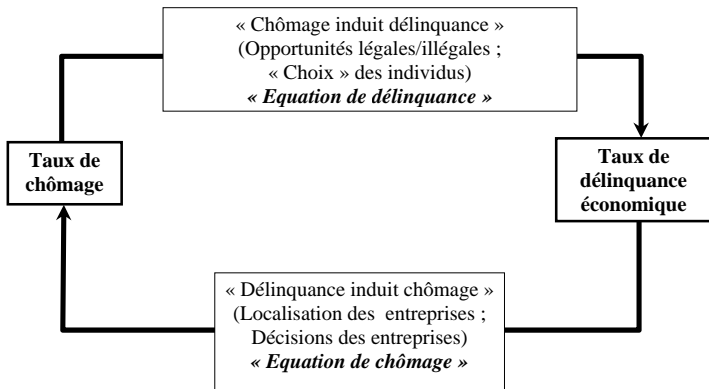 « Chômage induit délinquance »
(Opportunités légales/illégales ;
« Choix » des individus)
« Equation de délinquance »
Taux de
chômage
Taux de
délinquance
économique
« Délinquance induit chômage »
(Localisation des entreprises ;
Décisions des entreprises)
« Equation de chômage »